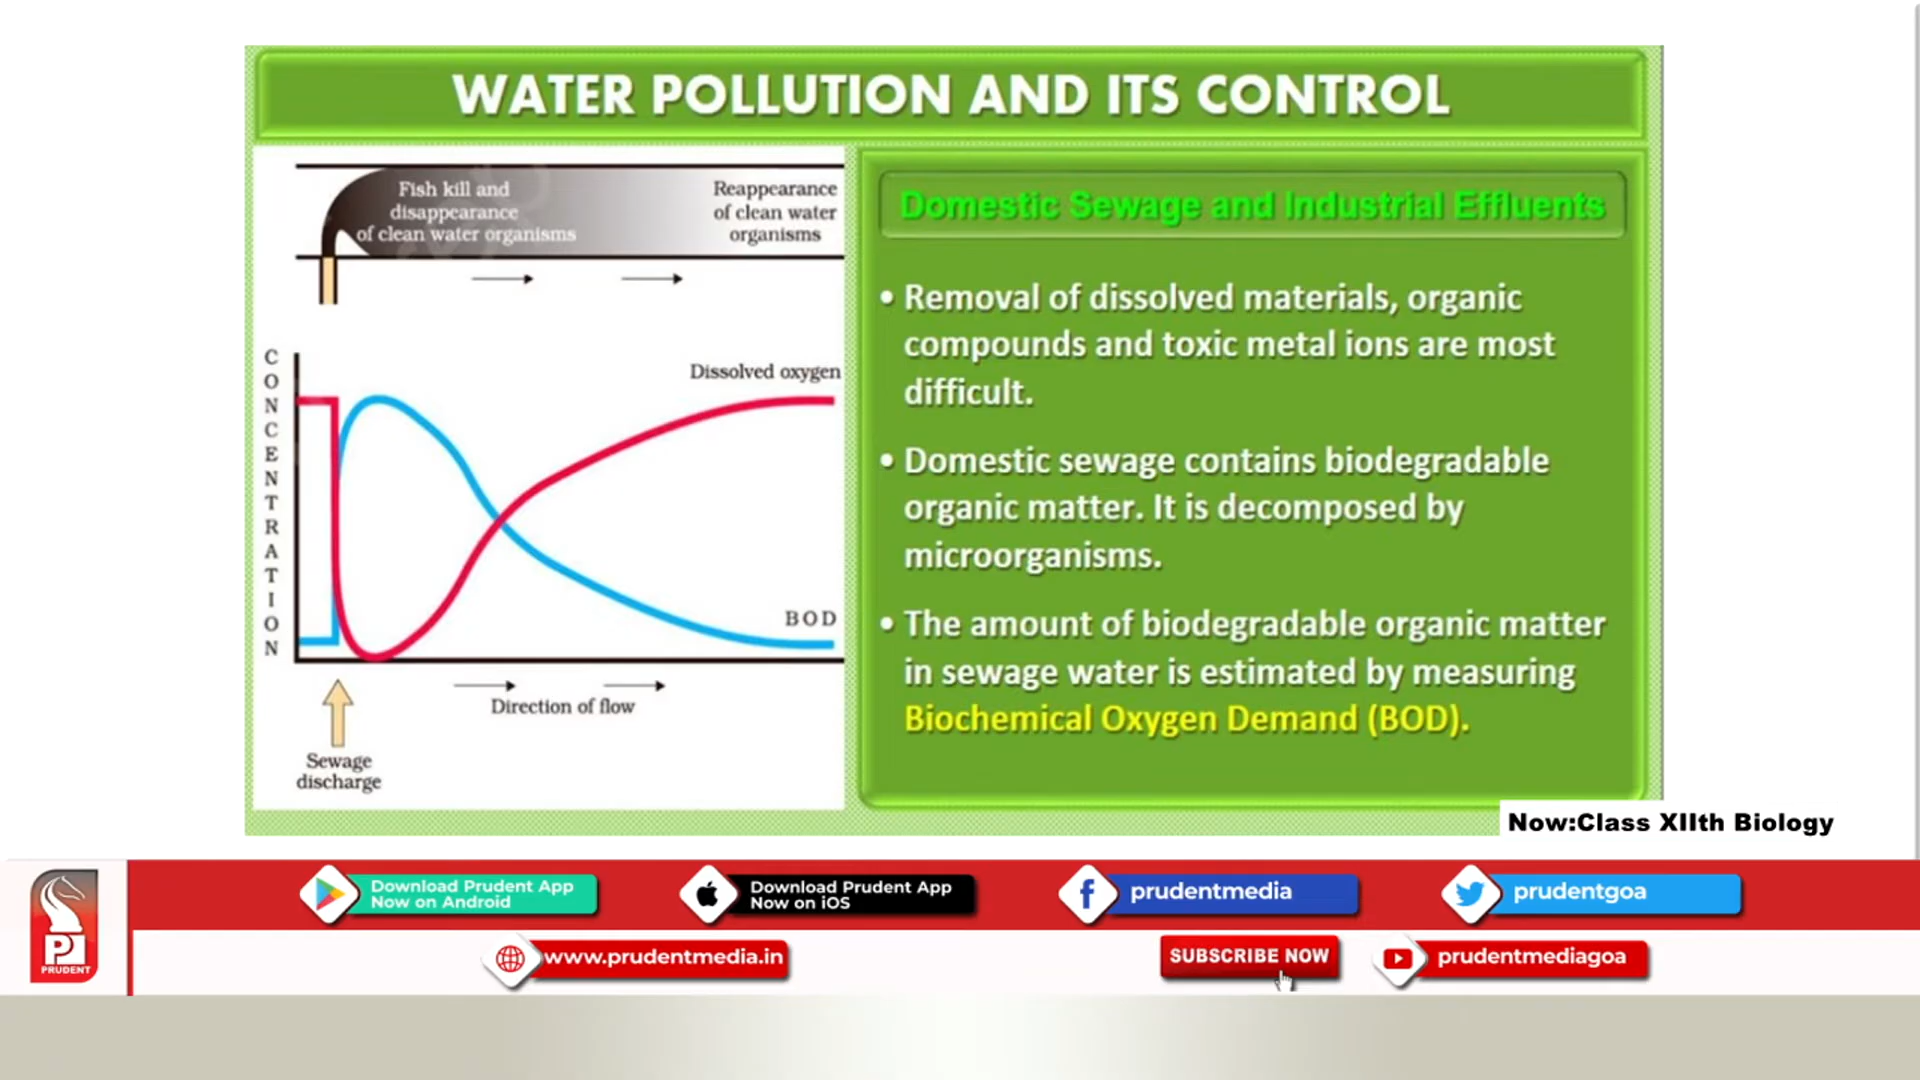 WATER POLLUTION AND ITS CONTROL
Fish kill and
disappearance
of clean water organisms
Reappearance
of clean water
organisms
CONCENTRATION
Dissolved oxygen
BOD
Direction of flow
Sewage
discharge
Domestic Sewage and Industrial Effluents
• Removal of dissolved materials, organic
compounds and toxic metal ions are most
difficult.
• Domestic sewage contains biodegradable
organic matter. It is decomposed by
microorganisms.
• The amount of biodegradable organic matter
in sewage water is estimated by measuring
Biochemical Oxygen Demand (BOD).
Now:Class XIIth Biology
PRUDENT
Download Prudent App
Now on Android
Download Prudent App
Now on iOS
prudentmedia
prudentgoa
www.prudentmedia.in
SUBSCRIBE NOW
prudentmediagoa